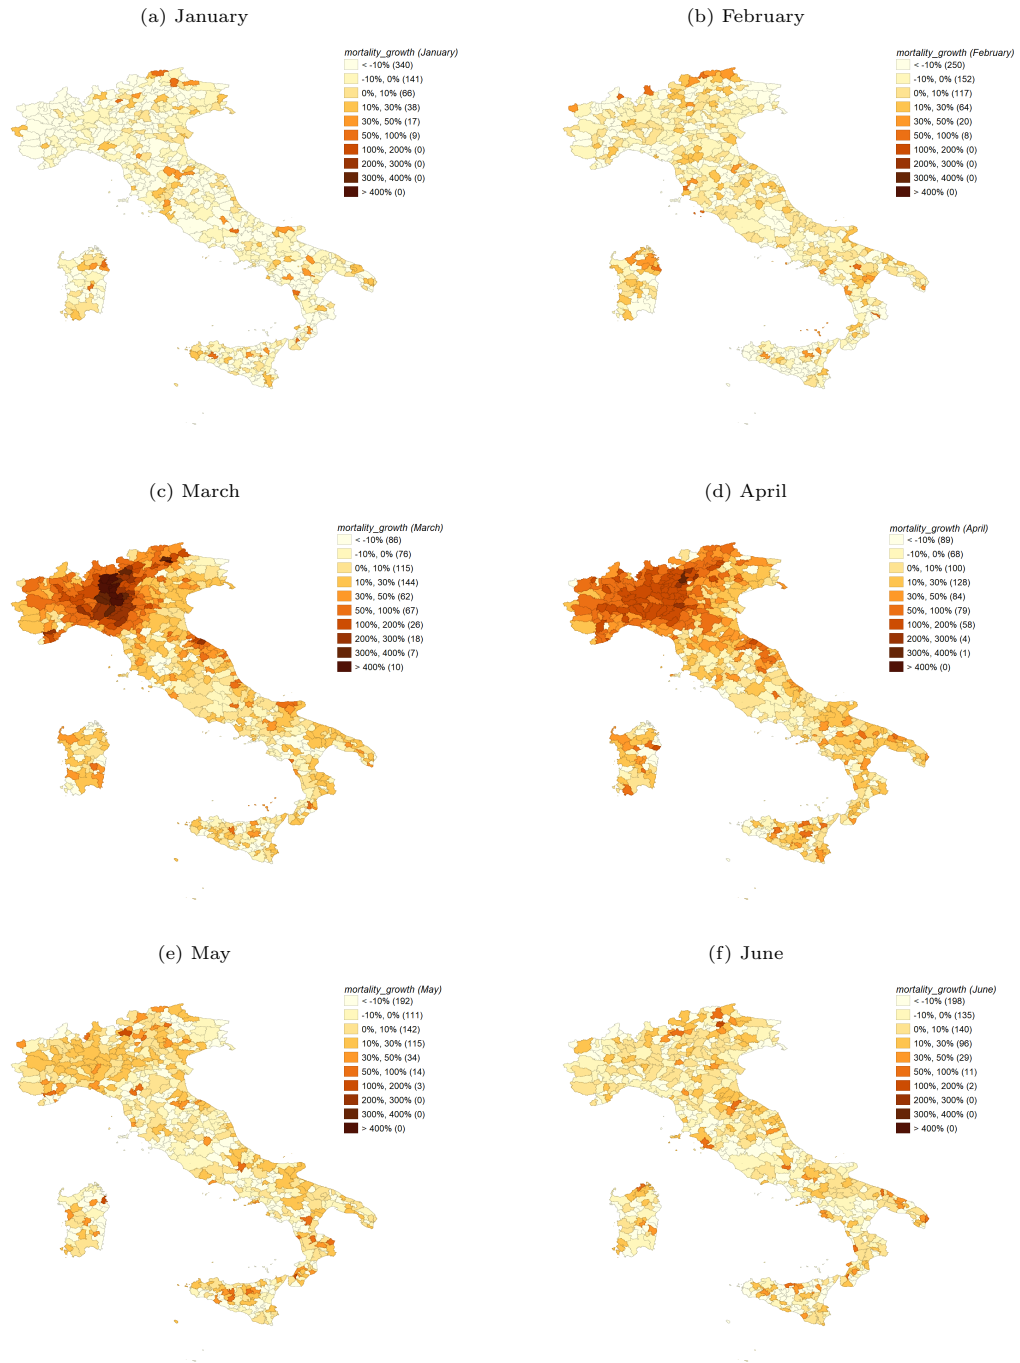 (a) January
mortality_growth (January)
< -10% (340)
-10%, 0% (141)
0%, 10% (66)
10%, 30% (38)
30%, 50% (17)
50%, 100% (9)
100%, 200% (0)
200%, 300% (0)
300%, 400% (0)
> 400% (0)
(b) February
mortality_growth (February)
< -10% (250)
-10%, 0% (152)
0%, 10% (117)
10%, 30% (64)
30%, 50% (20)
50%, 100% (8)
100%, 200% (0)
200%, 300% (0)
300%, 400% (0)
> 400% (0)
(c) March
mortality_growth (March)
< -10% (86)
-10%, 0% (76)
0%, 10% (115)
10%, 30% (144)
30%, 50% (62)
50%, 100% (67)
100%, 200% (26)
200%, 300% (18)
300%, 400% (7)
> 400% (10)
(d) April
mortality_growth (April)
< -10% (89)
-10%, 0% (68)
0%, 10% (100)
10%, 30% (128)
30%, 50% (84)
50%, 100% (79)
100%, 200% (58)
200%, 300% (4)
300%, 400% (1)
> 400% (0)
(e) May
mortality_growth (May)
< -10% (192)
-10%, 0% (111)
0%, 10% (142)
10%, 30% (115)
30%, 50% (34)
50%, 100% (14)
100%, 200% (3)
200%, 300% (0)
300%, 400% (0)
> 400% (0)
(f) June
mortality_growth (June)
< -10% (198)
-10%, 0% (135)
0%, 10% (140)
10%, 30% (96)
30%, 50% (29)
50%, 100% (11)
100%, 200% (2)
200%, 300% (0)
300%, 400% (0)
> 400% (0)